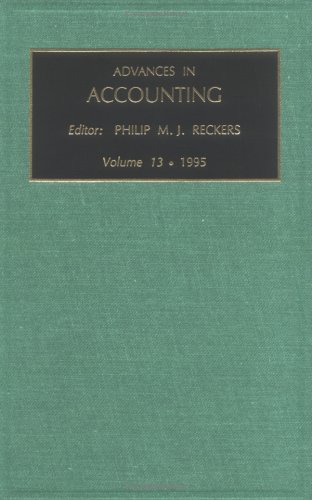 ADVANCES IN
ACCOUNTING
Editor: PHILIP M. J. RECKERS
Volume 13 • 1995